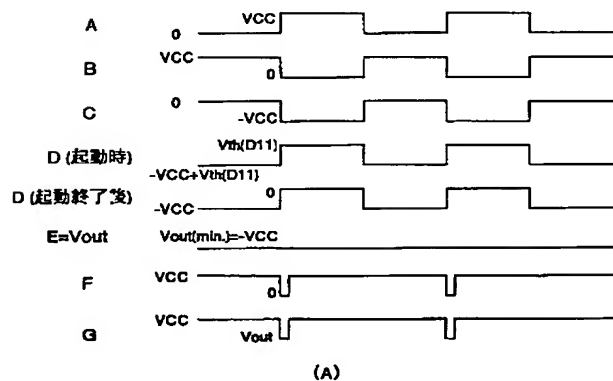 A VCC 0
B VCC 0
C 0 -VCC
D (起動時) Vth(D11) -VCC+Vth(D11)
D (起動終了後) 0 -VCC
E=Vout Vout(min.)=-VCC
F VCC 0
G VCC Vout
(A)